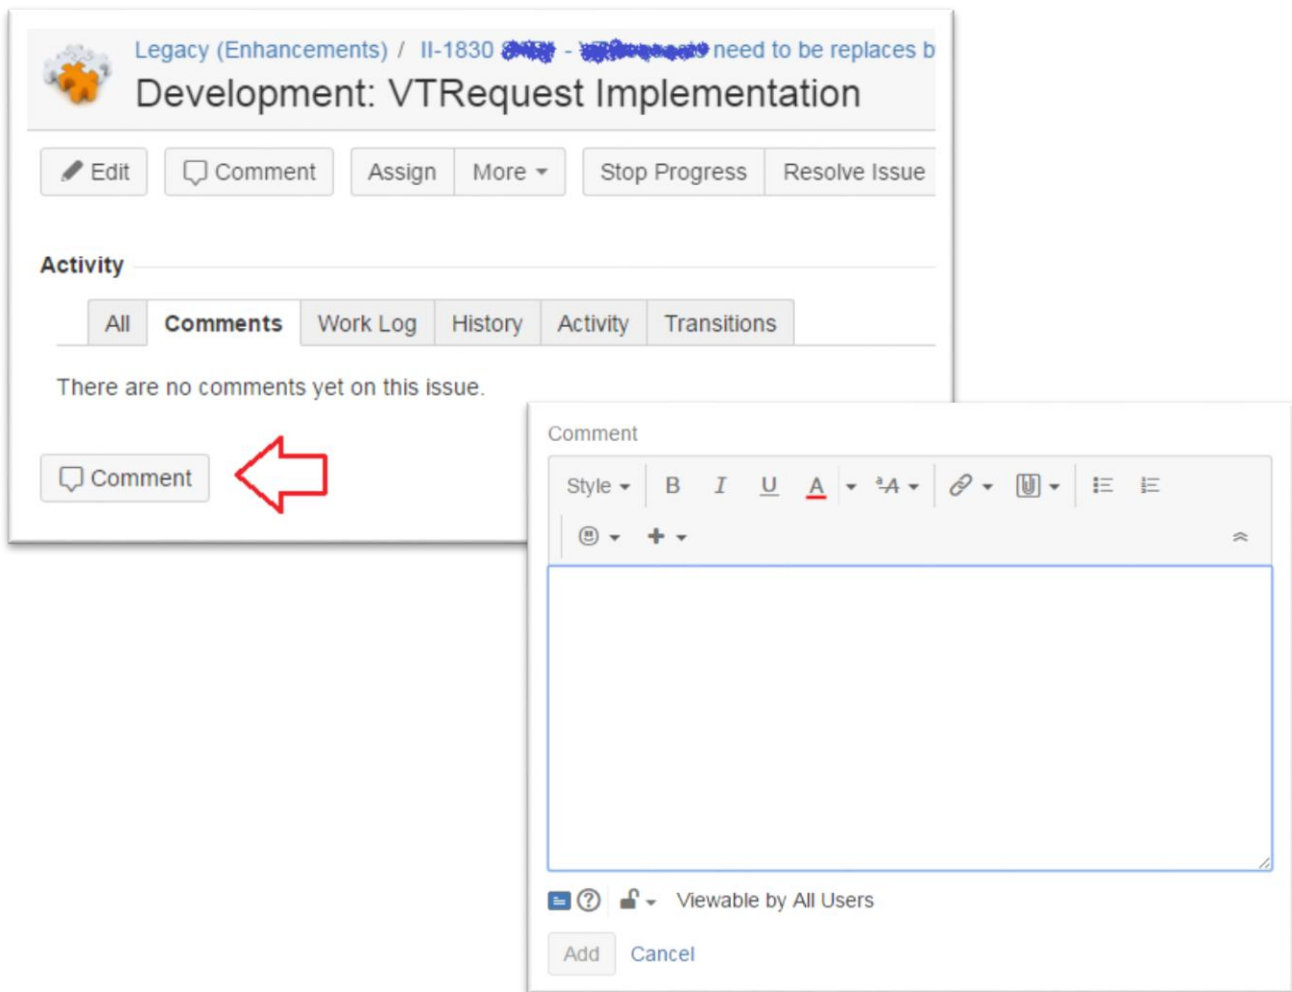 Legacy (Enhancements) / II-1830 - need to be replaces b
Development: VTRequest Implementation
Edit Comment Assign More Stop Progress Resolve Issue
Activity
All Comments Work Log History Activity Transitions
There are no comments yet on this issue.
Comment
Comment
Style B I U A ªA
Viewable by All Users
Add Cancel